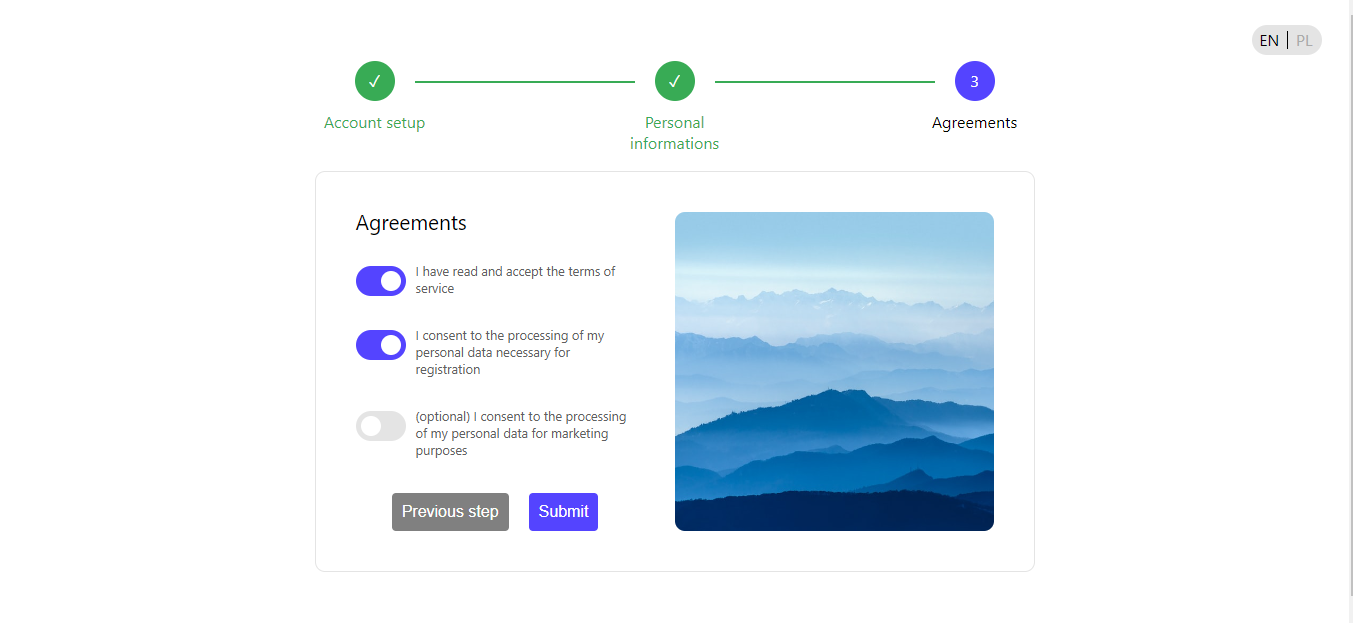 EN | PL
✓
✓
3
Account setup
Personal
informations
Agreements
Agreements
I have read and accept the terms of
service
I consent to the processing of my
personal data necessary for
registration
(optional) I consent to the processing
of my personal data for marketing
purposes
Previous step
Submit